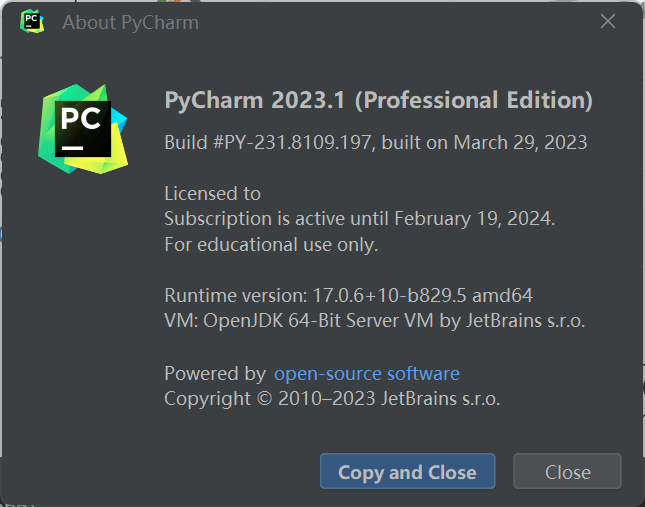 About PyCharm
PC
PyCharm 2023.1 (Professional Edition)
Build #PY-231.8109.197, built on March 29, 2023
Licensed to
Subscription is active until February 19, 2024.
For educational use only.
Runtime version: 17.0.6+10-b829.5 amd64
VM: OpenJDK 64-Bit Server VM by JetBrains s.r.o.
Powered by open-source software
Copyright © 2010–2023 JetBrains s.r.o.
Copy and Close
Close